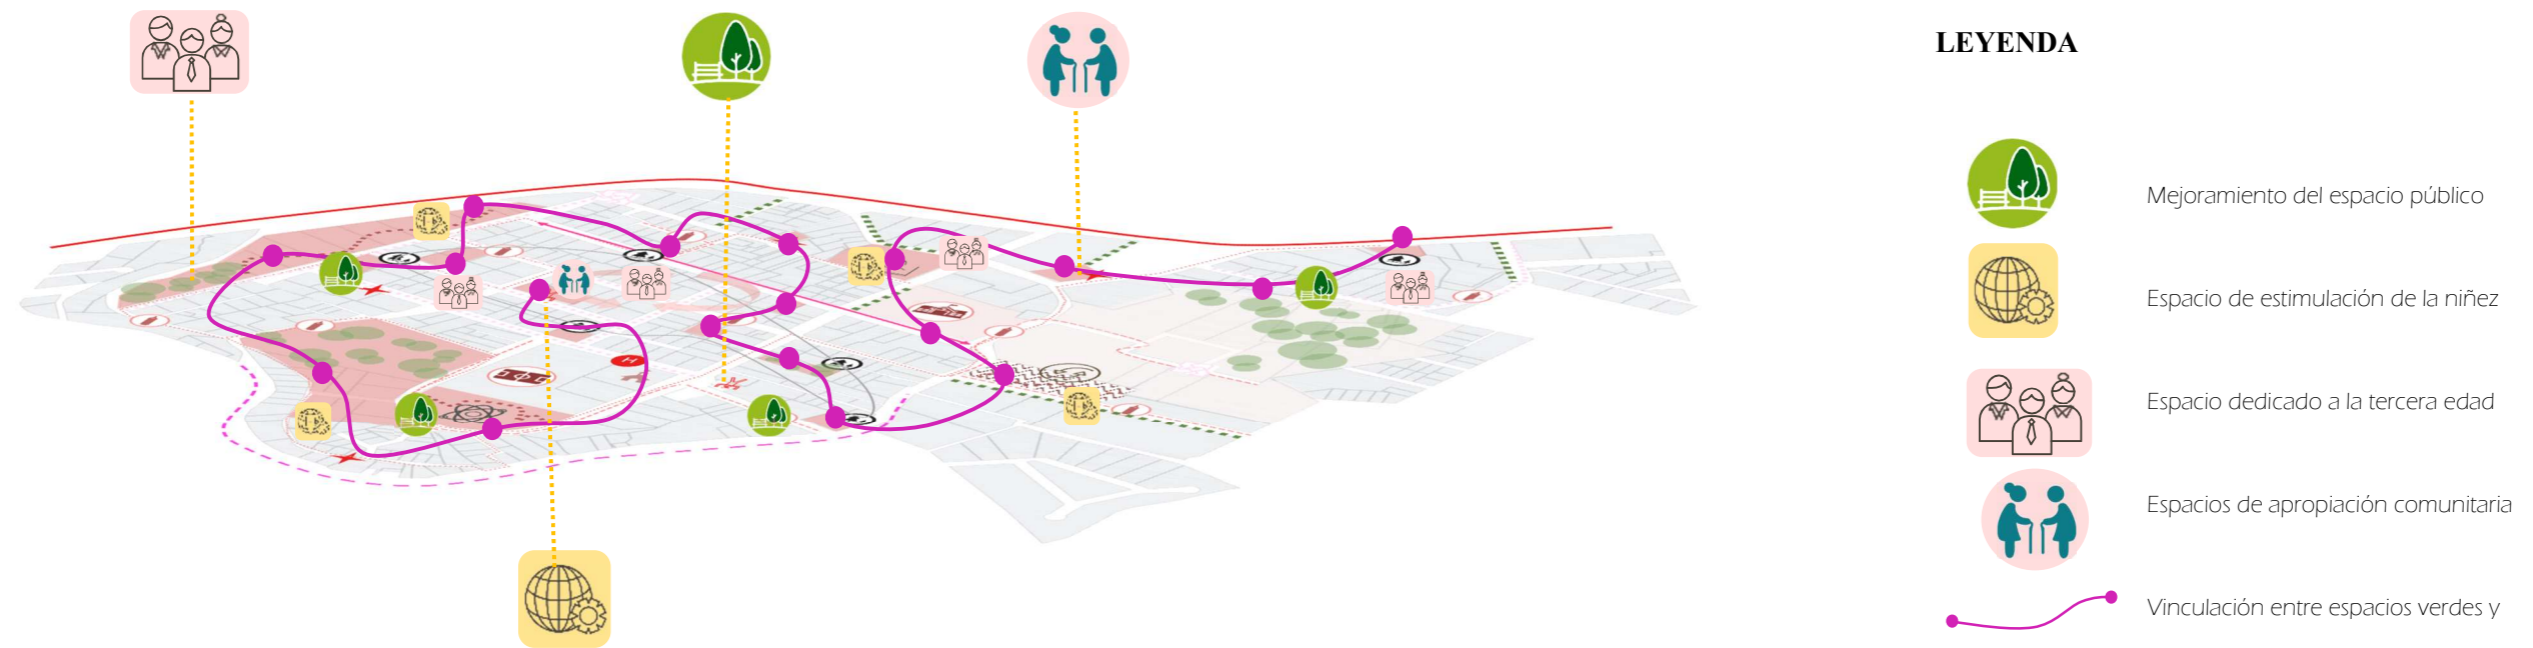 LEYENDA
Mejoramiento del espacio público
Espacio de estimulación de la niñez
Espacio dedicado a la tercera edad
Espacios de apropiación comunitaria
Vinculación entre espacios verdes y